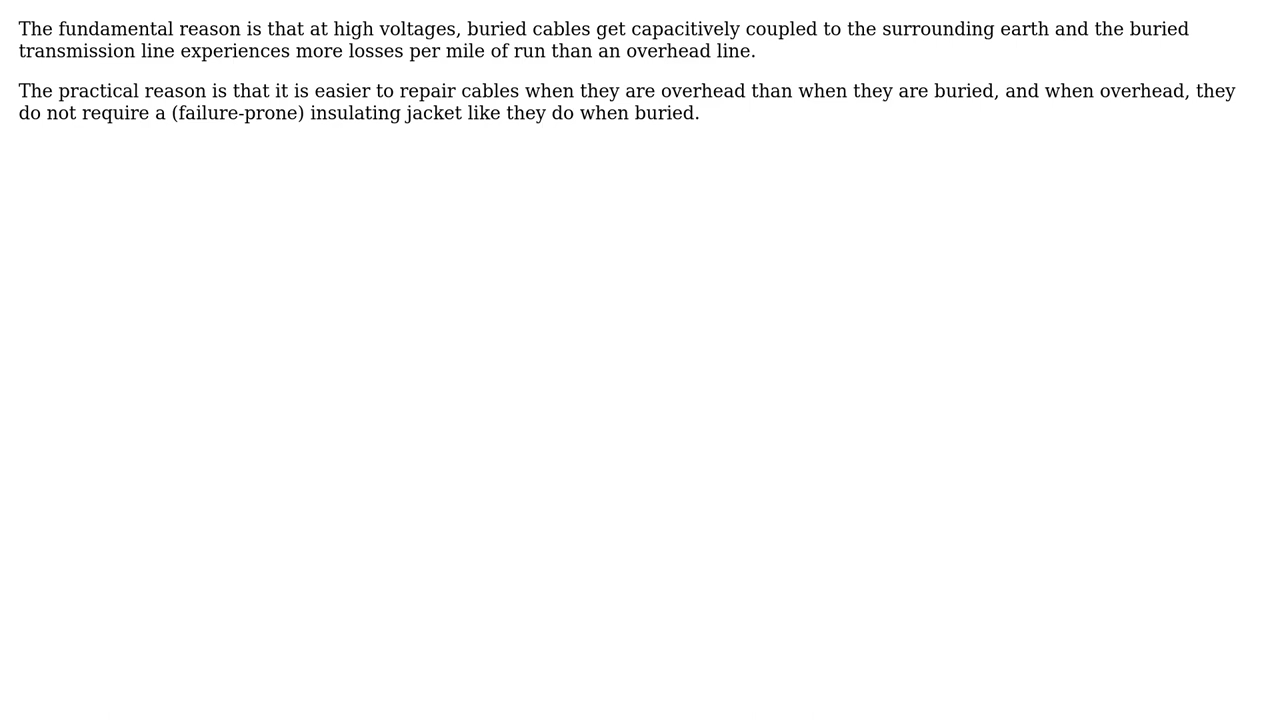 The fundamental reason is that at high voltages, buried cables get capacitively coupled to the surrounding earth and the buried
transmission line experiences more losses per mile of run than an overhead line.
The practical reason is that it is easier to repair cables when they are overhead than when they are buried, and when overhead, they
do not require a (failure-prone) insulating jacket like they do when buried.